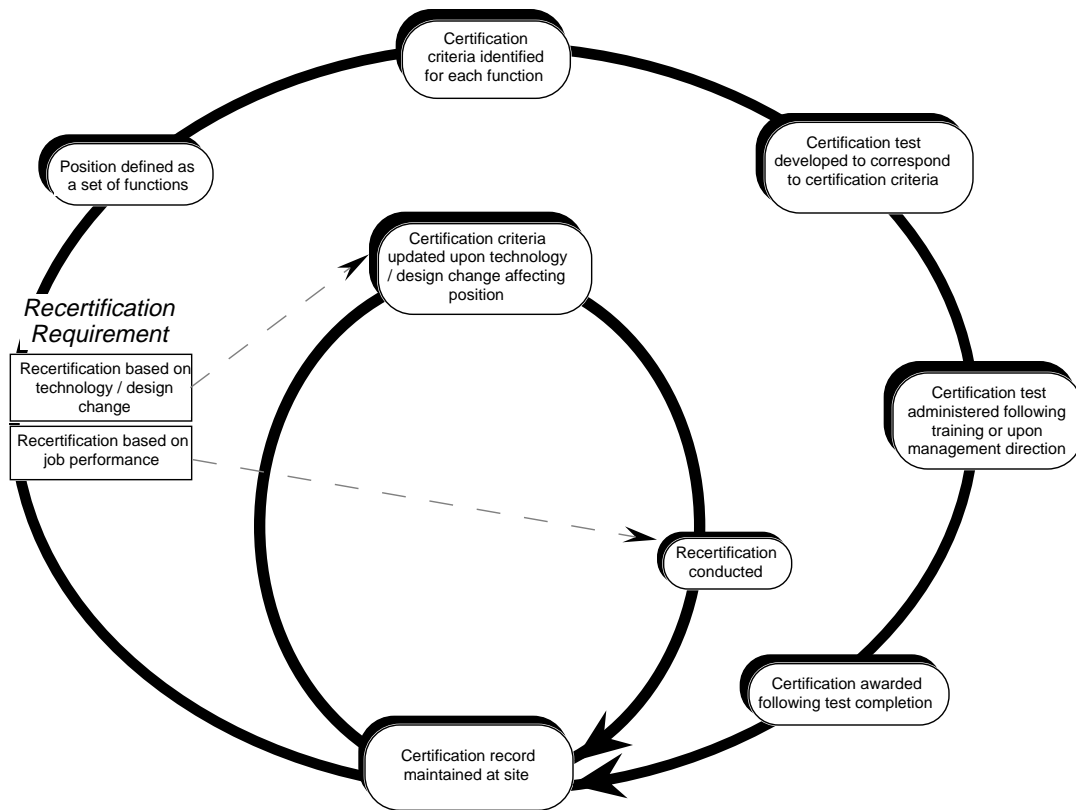 Certification
criteria identified
for each function
Position defined as
a set of functions
Certification test
developed to correspond
to certification criteria
Certification criteria
updated upon technology
/ design change affecting
position
Recertification
Requirement
Recertification based on
technology / design
change
Recertification based on
job performance
Certification test
administered following
training or upon
management direction
Recertification
conducted
Certification awarded
following test completion
Certification record
maintained at site